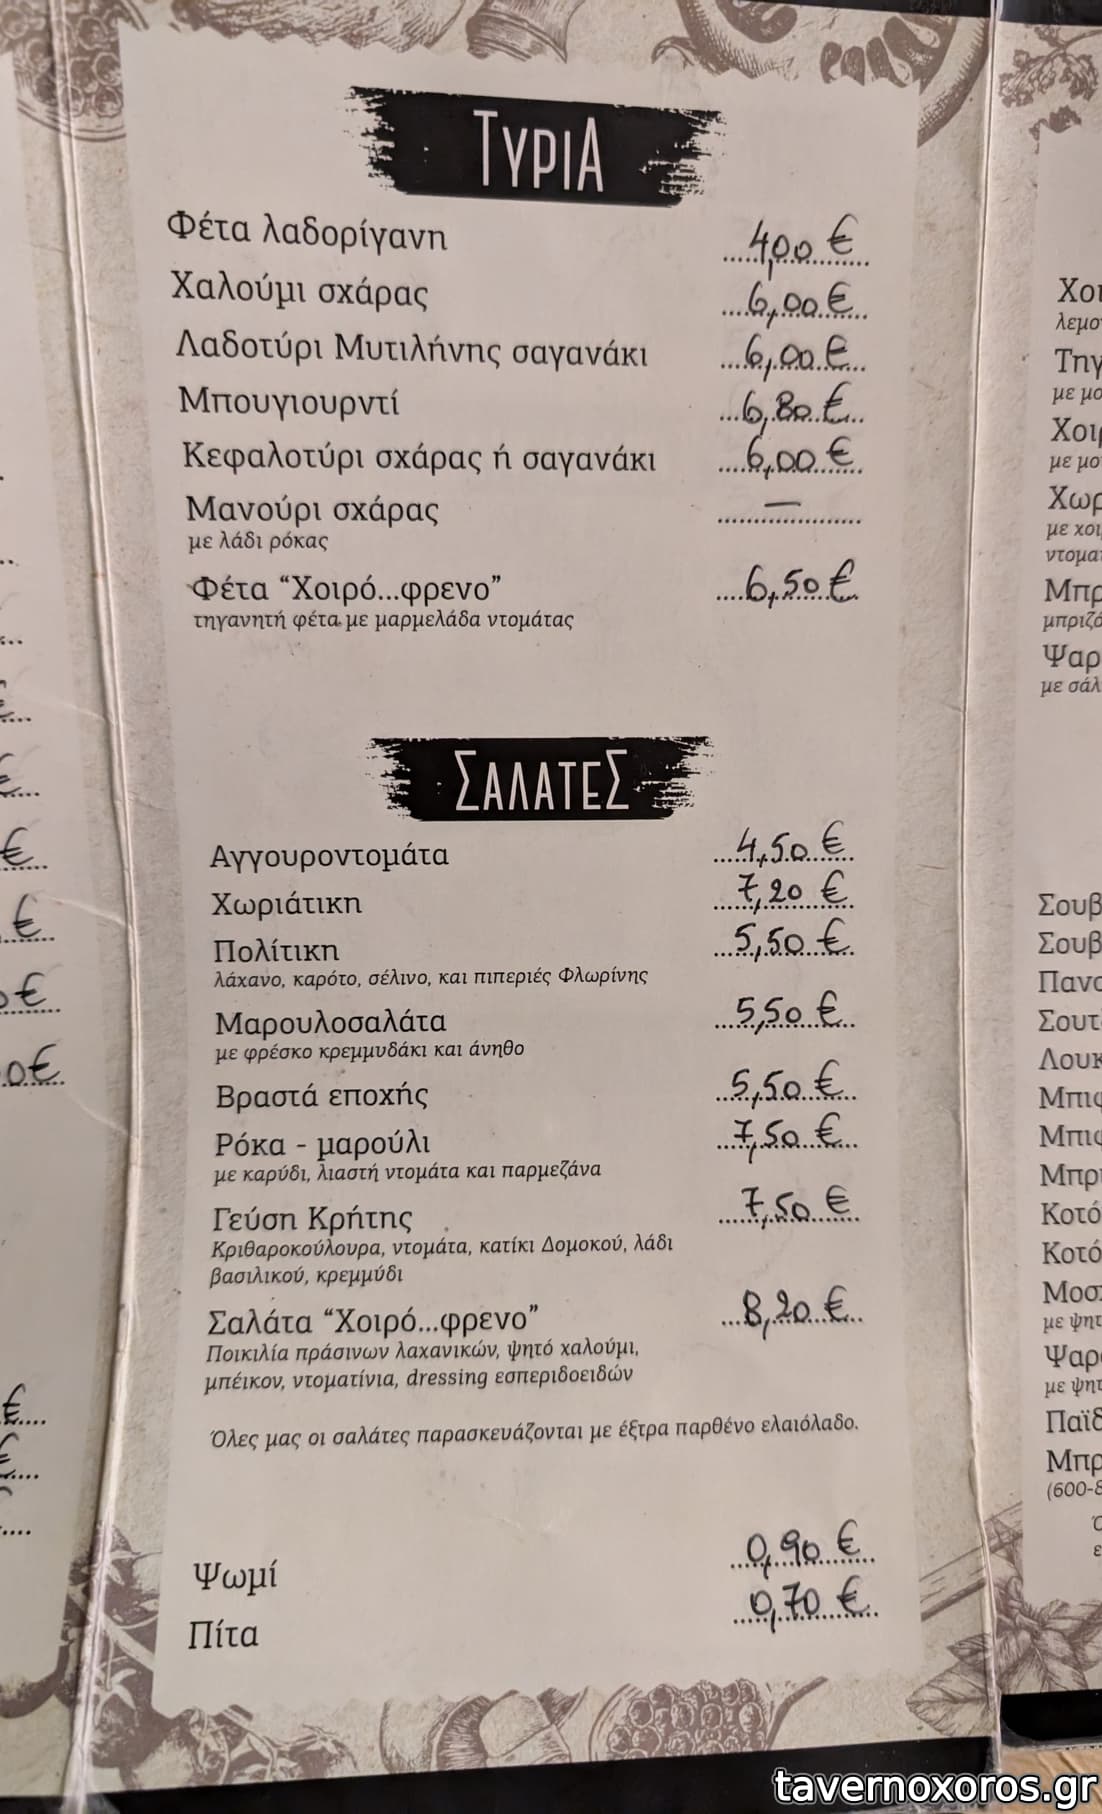 ΤΥΡΙΑ
Φέτα λαδορίγανη 4,00 €
Χαλούμι σχάρας 6,00 €
Λαδοτύρι Μυτιλήνης σαγανάκι 6,00 €
Μπουγιουρντί 6,80 €
Κεφαλοτύρι σχάρας ή σαγανάκι 6,00 €
Μανούρι σχάρας —
με λάδι ρόκας
Φέτα “Χοιρό...φρενο” 6,50 €
τηγανητή φέτα με μαρμελάδα ντομάτας
ΣΑΛΑΤΕΣ
Αγγουροντομάτα 4,50 €
Χωριάτικη 7,20 €
Πολίτικη 5,50 €
λάχανο, καρότο, σέλινο, και πιπεριές Φλωρίνης
Μαρουλοσαλάτα 5,50 €
με φρέσκο κρεμμυδάκι και άνηθο
Βραστά εποχής 5,50 €
Ρόκα - μαρούλι 7,50 €
με καρύδι, λιαστή ντομάτα και παρμεζάνα
Γεύση Κρήτης 7,50 €
Κριθαροκούλουρα, ντομάτα, κατίκι Δομοκού, λάδι
βασιλικού, κρεμμύδι
Σαλάτα “Χοιρό...φρενο” 8,20 €
Ποικιλία πράσινων λαχανικών, ψητό χαλούμι,
μπέικον, ντοματίνια, dressing εσπεριδοειδών
Όλες μας οι σαλάτες παρασκευάζονται με έξτρα παρθένο ελαιόλαδο.
Ψωμί 0,90 €
Πίτα 0,70 €
tavernoxoros.gr